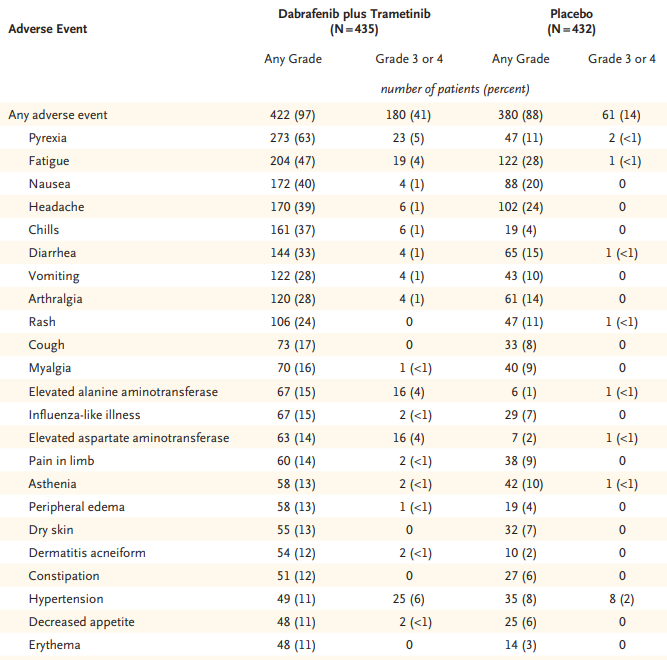 Adverse Event Dabrafenib plus Trametinib (N=435) Placebo (N=432)
Any Grade Grade 3 or 4 Any Grade Grade 3 or 4
number of patients (percent)
Any adverse event 422 (97) 180 (41) 380 (88) 61 (14)
Pyrexia 273 (63) 23 (5) 47 (11) 2 (<1)
Fatigue 204 (47) 19 (4) 122 (28) 1 (<1)
Nausea 172 (40) 4 (1) 88 (20) 0
Headache 170 (39) 6 (1) 102 (24) 0
Chills 161 (37) 6 (1) 19 (4) 0
Diarrhea 144 (33) 4 (1) 65 (15) 1 (<1)
Vomiting 122 (28) 4 (1) 43 (10) 0
Arthralgia 120 (28) 4 (1) 61 (14) 0
Rash 106 (24) 0 47 (11) 1 (<1)
Cough 73 (17) 0 33 (8) 0
Myalgia 70 (16) 1 (<1) 40 (9) 0
Elevated alanine aminotransferase 67 (15) 16 (4) 6 (1) 1 (<1)
Influenza-like illness 67 (15) 2 (<1) 29 (7) 0
Elevated aspartate aminotransferase 63 (14) 16 (4) 7 (2) 1 (<1)
Pain in limb 60 (14) 2 (<1) 38 (9) 0
Asthenia 58 (13) 2 (<1) 42 (10) 1 (<1)
Peripheral edema 58 (13) 1 (<1) 19 (4) 0
Dry skin 55 (13) 0 32 (7) 0
Dermatitis acneiform 54 (12) 2 (<1) 10 (2) 0
Constipation 51 (12) 0 27 (6) 0
Hypertension 49 (11) 25 (6) 35 (8) 8 (2)
Decreased appetite 48 (11) 2 (<1) 25 (6) 0
Erythema 48 (11) 0 14 (3) 0